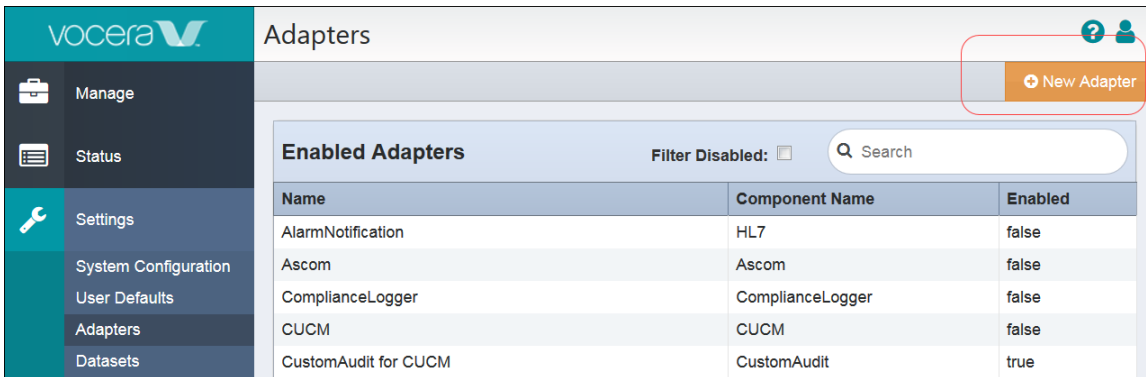 vocera
Adapters
?
Manage
New Adapter
Status
Enabled Adapters Filter Disabled: Search
Name Component Name Enabled
Settings
AlarmNotification HL7 false
System Configuration
Ascom Ascom false
User Defaults
ComplianceLogger ComplianceLogger false
Adapters
CUCM CUCM false
Datasets
CustomAudit for CUCM CustomAudit true